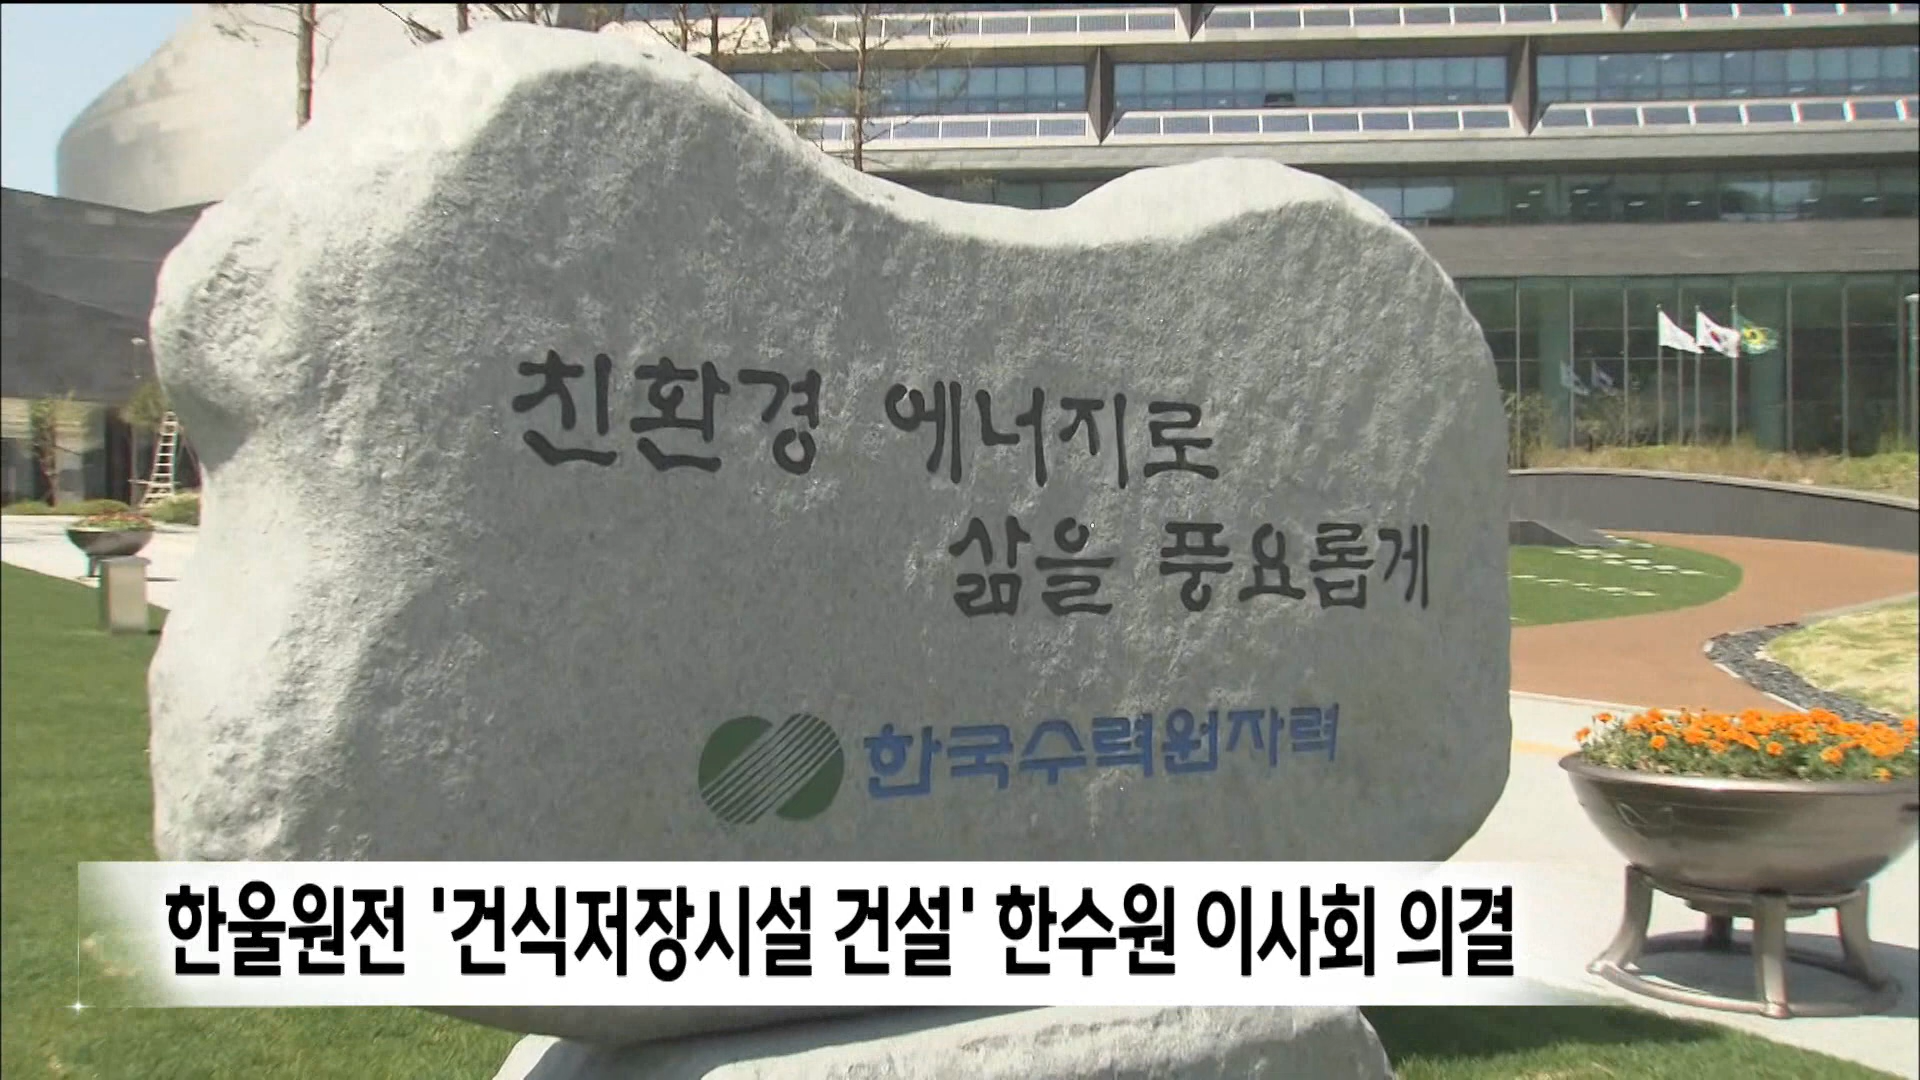 친환경 에너지로
삶을 풍요롭게
한국수력원자력
한울원전 '건식저장시설 건설' 한수원 이사회 의결